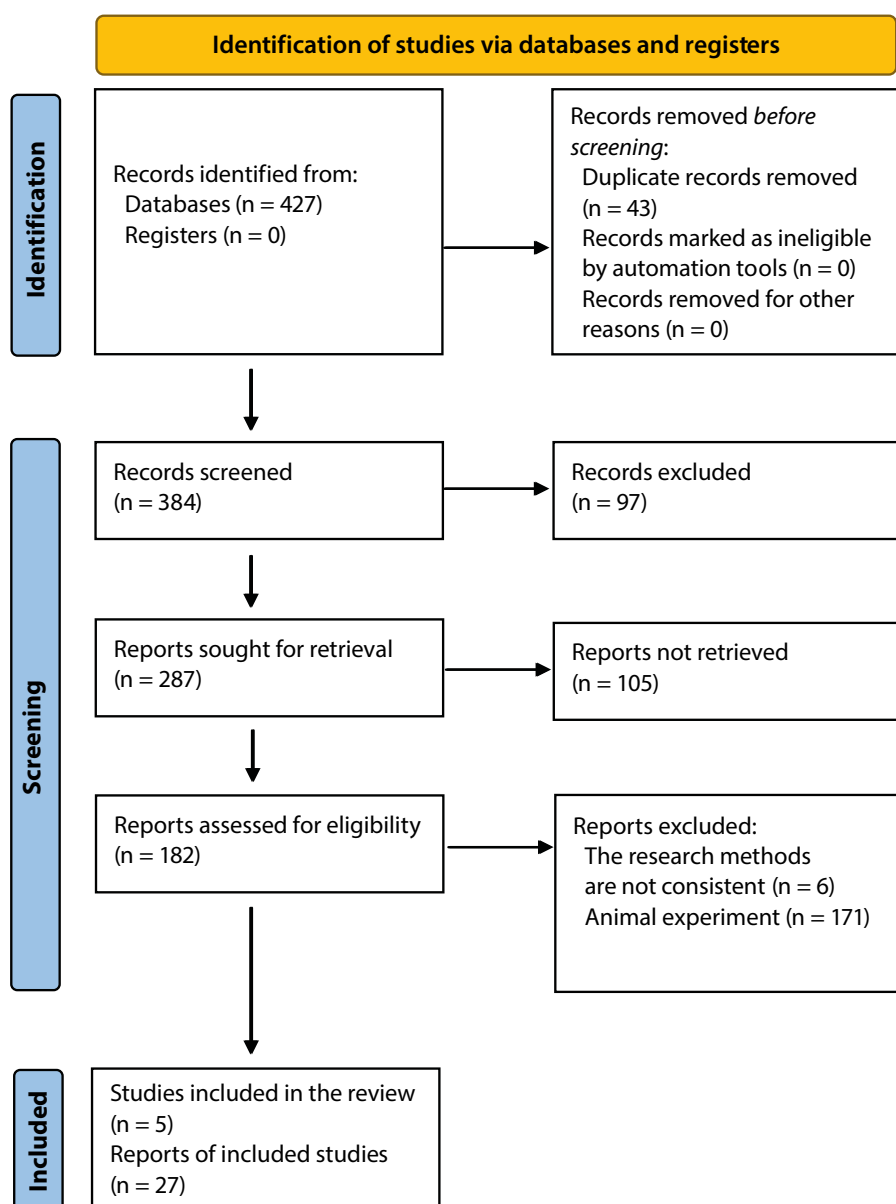 Identification of studies via databases and registers
Identification
Records identified from:
Databases (n = 427)
Registers (n = 0)
Records removed before
screening:
Duplicate records removed
(n = 43)
Records marked as ineligible
by automation tools (n = 0)
Records removed for other
reasons (n = 0)
Screening
Records screened
(n = 384)
Records excluded
(n = 97)
Reports sought for retrieval
(n = 287)
Reports not retrieved
(n = 105)
Reports assessed for eligibility
(n = 182)
Reports excluded:
The research methods
are not consistent (n = 6)
Animal experiment (n = 171)
Included
Studies included in the review
(n = 5)
Reports of included studies
(n = 27)